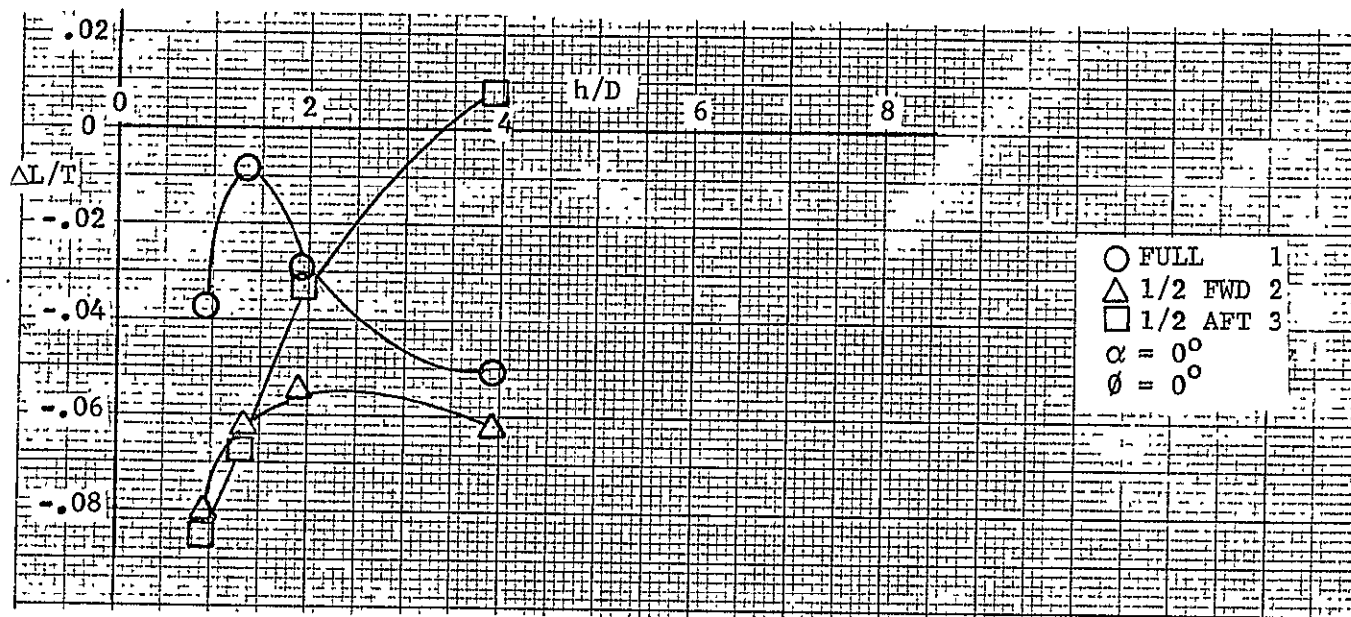 .02
0 2 h/D 4 6 8
0
ΔL/T
-.02
-.04
-.06
-.08
○ FULL 1
△ 1/2 FWD 2
□ 1/2 AFT 3
α = 0°
ø = 0°